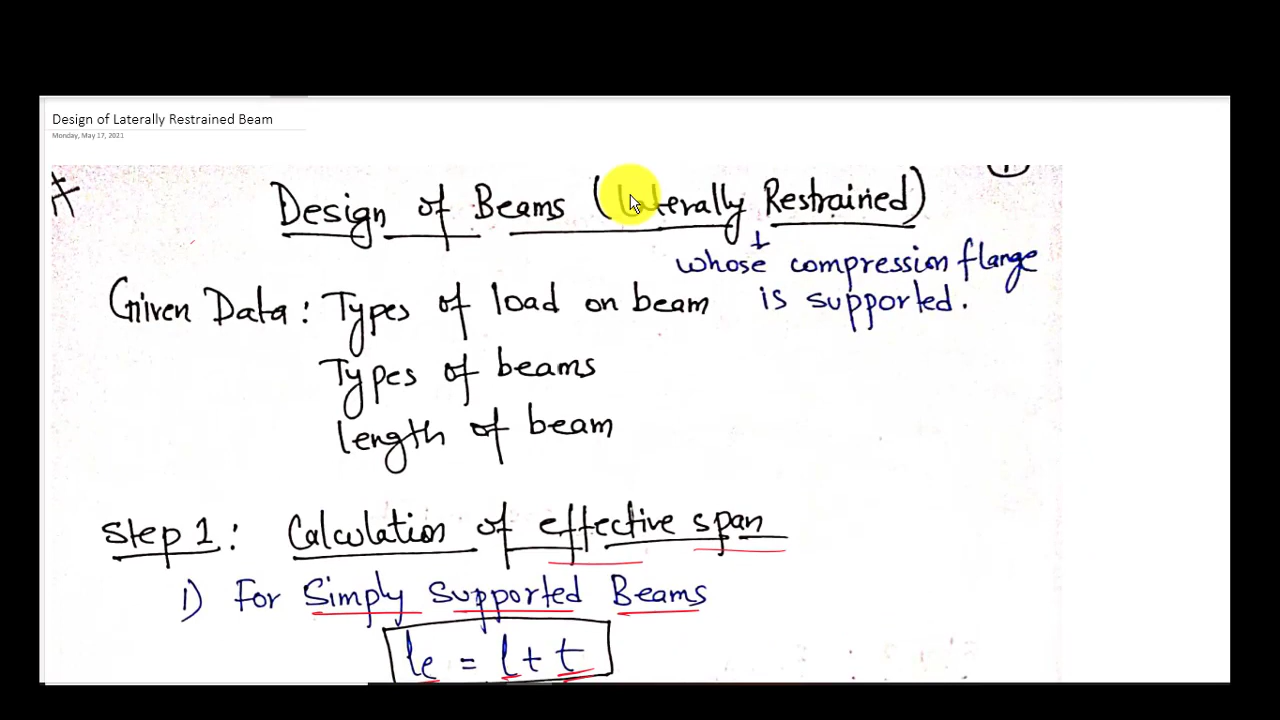 Design of Laterally Restrained Beam
Monday, May 17, 2021
1
Design of Beams (Laterally Restrained)
whose compression flange
is supported.
Given Data: Types of load on beam
Types of beams
length of beam
Step 1: Calculation of effective span
1) For Simply Supported Beams
le = l + t